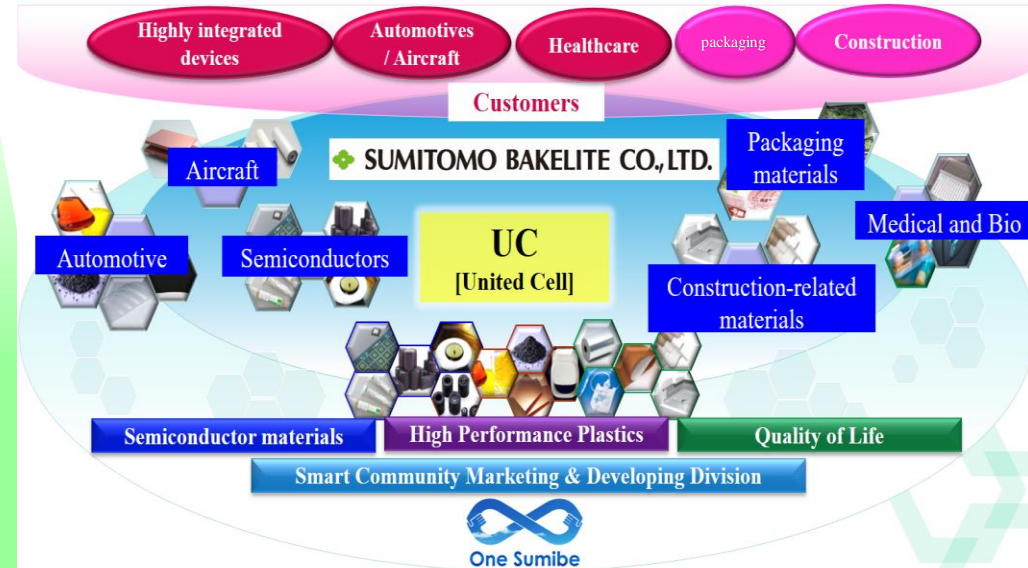 Highly integrated
devices
Automotives
/ Aircraft
Healthcare
packaging
Construction
Customers
SUMITOMO BAKELITE CO., LTD.
Aircraft
Packaging
materials
Medical and Bio
Automotive
Semiconductors
UC
[United Cell]
Construction-related
materials
Semiconductor materials
High Performance Plastics
Quality of Life
Smart Community Marketing & Developing Division
One Sumibe